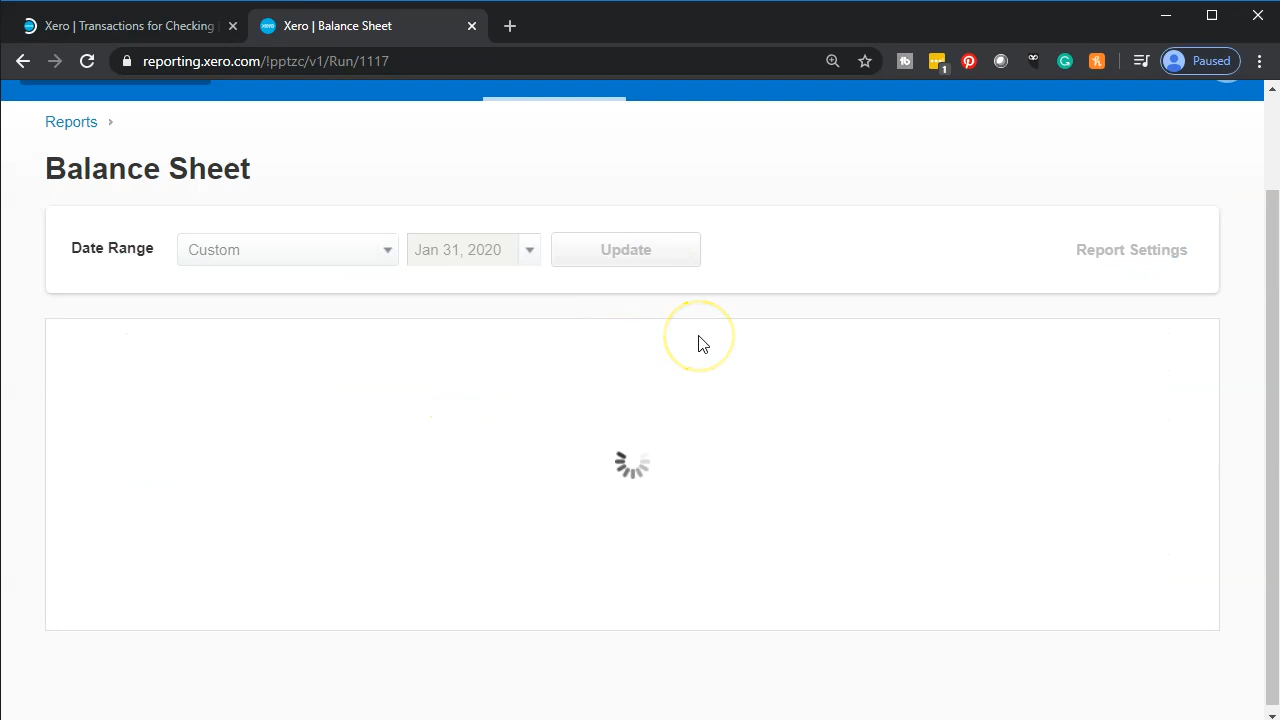 Xero | Transactions for Checking
Xero | Balance Sheet
reporting.xero.com/!pptzc/v1/Run/1117
1
Paused
Reports
Balance Sheet
Date Range
Custom
Jan 31, 2020
Update
Report Settings